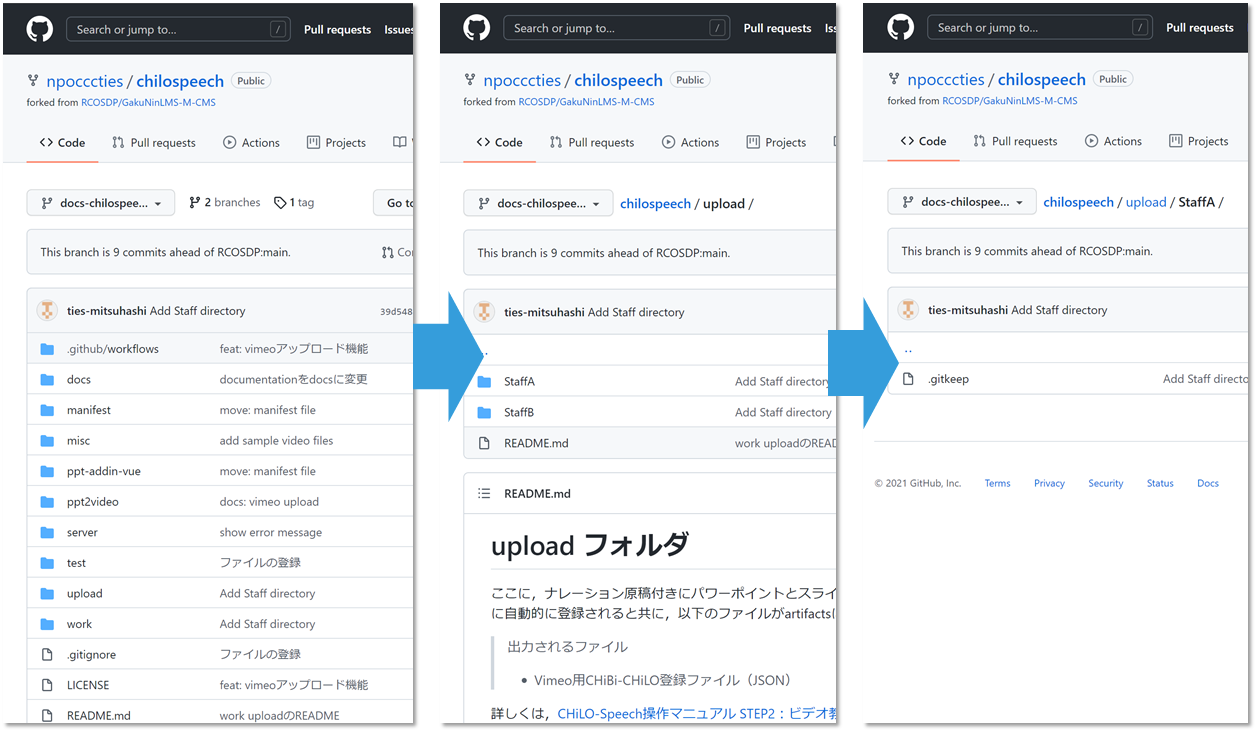 Search or jump to... /
Pull requests Issues
npocccties / chilospeech Public
forked from RCOSDP/GakuNinLMS-M-CMS
Code Pull requests Actions Projects
docs-chilospee... 2 branches 1 tag Go to
This branch is 9 commits ahead of RCOSDP:main.
ties-mitsuhashi Add Staff directory 39d548
.github/workflows feat: vimeoアップロード機能
docs documentationをdocsに変更
manifest move: manifest file
misc add sample video files
ppt-addin-vue move: manifest file
ppt2video docs: vimeo upload
server show error message
test ファイルの登録
upload Add Staff directory
work Add Staff directory
.gitignore ファイルの登録
LICENSE feat: vimeoアップロード機能
README.md work uploadのREADME
Search or jump to... /
Pull requests
npocccties / chilospeech Public
forked from RCOSDP/GakuNinLMS-M-CMS
Code Pull requests Actions Projects
docs-chilospee... chilospeech / upload /
This branch is 9 commits ahead of RCOSDP:main.
ties-mitsuhashi Add Staff directory
StaffA Add Staff directory
StaffB Add Staff directory
README.md work uploadのREAD
README.md
upload フォルダ
ここに，ナレーション原稿付きにパワーポイントとスライ
に自動的に登録されると共に，以下のファイルがartifacts
出力されるファイル
• Vimeo用CHiBi-CHiLO登録ファイル（JSON）
詳しくは，CHiLO-Speech操作マニュアル STEP2：ビデオ教
Search or jump to... /
Pull requests
npocccties / chilospeech Public
forked from RCOSDP/GakuNinLMS-M-CMS
Code Pull requests Actions Projects
docs-chilospee... chilospeech / upload / StaffA /
This branch is 9 commits ahead of RCOSDP:main.
ties-mitsuhashi Add Staff directory
..
.gitkeep Add Staff directo
© 2021 GitHub, Inc. Terms Privacy Security Status Docs